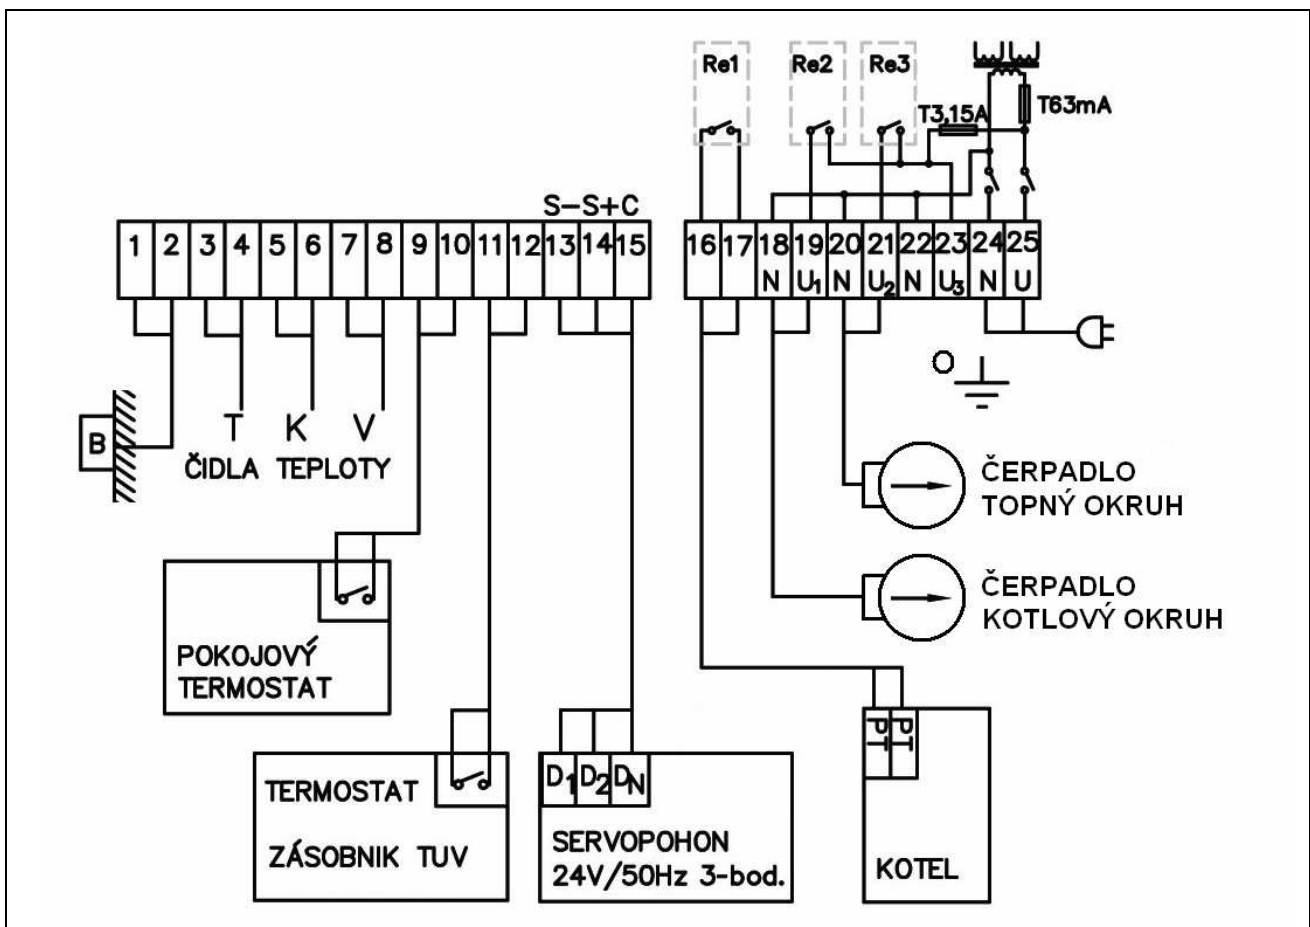 Re1 Re2 Re3
T3,15A T63mA
S-S+C
1 2 3 4 5 6 7 8 9 10 11 12 13 14 15
16 17 18 19 20 21 22 23 24 25
N U1 N U2 N U3 N U
B
T K V
ČIDLA TEPLOTY
O
ČERPADLO
TOPNÝ OKRUH
ČERPADLO
KOTLOVÝ OKRUH
POKOJOVÝ
TERMOSTAT
TERMOSTAT
ZÁSOBNIK TUV
D1 D2 DN
SERVOPOHON
24V/50Hz 3-bod.
PT PT
KOTEL